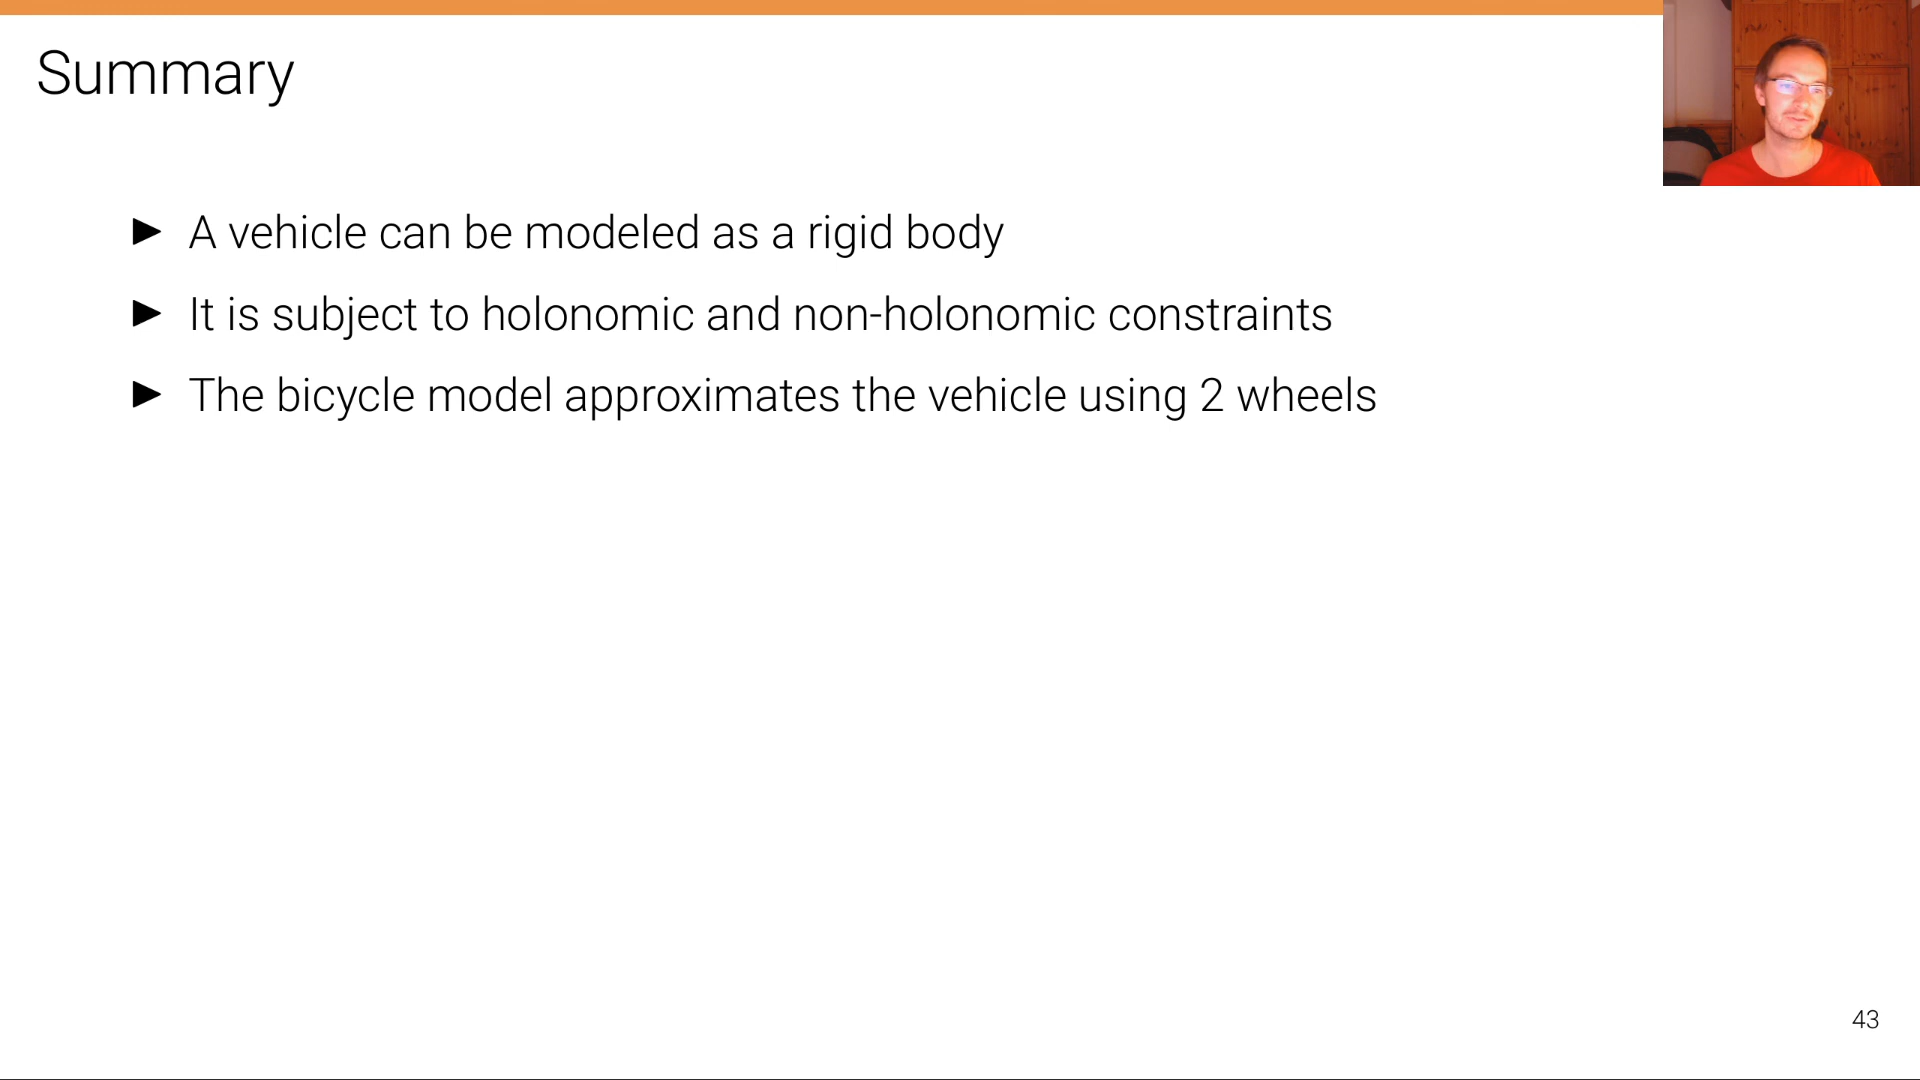 Summary
► A vehicle can be modeled as a rigid body
► It is subject to holonomic and non-holonomic constraints
► The bicycle model approximates the vehicle using 2 wheels
43